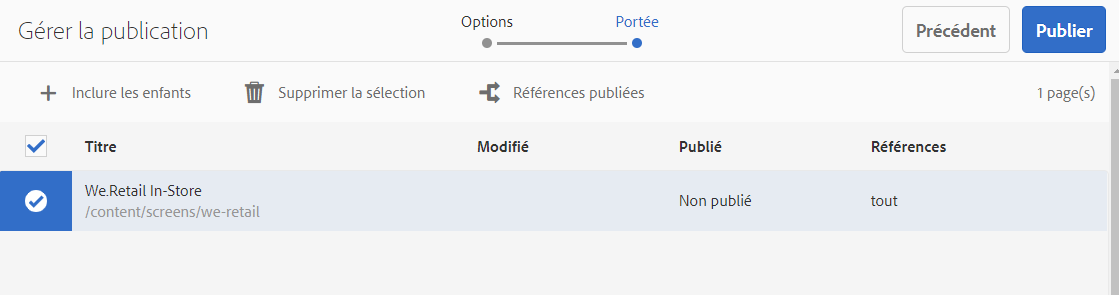 Gérer la publication
Options
Portée
Précédent
Publier
Inclure les enfants
Supprimer la sélection
Références publiées
1 page(s)
Titre
Modifié
Publié
Références
We.Retail In-Store
/content/screens/we-retail
Non publié
tout